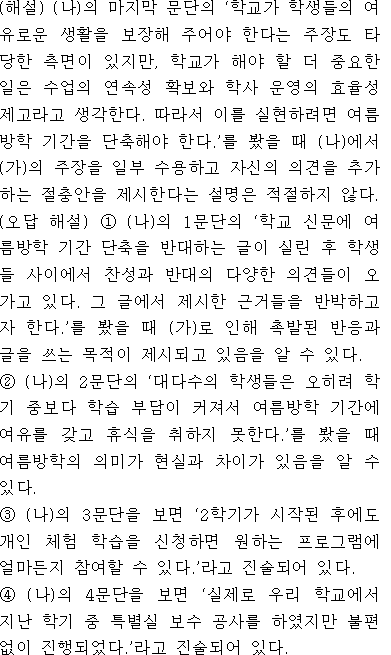 (해설) (나)의 마지막 문단의 ‘학교가 학생들의 여
유로운 생활을 보장해 주어야 한다는 주장도 타
당한 측면이 있지만, 학교가 해야 할 더 중요한
일은 수업의 연속성 확보와 학사 운영의 효율성
제고라고 생각한다. 따라서 이를 실현하려면 여름
방학 기간을 단축해야 한다.’를 봤을 때 (나)에서
(가)의 주장을 일부 수용하고 자신의 의견을 추가
하는 절충안을 제시한다는 설명은 적절하지 않다.
(오답 해설) ① (나)의 1문단의 ‘학교 신문에 여
름방학 기간 단축을 반대하는 글이 실린 후 학생
들 사이에서 찬성과 반대의 다양한 의견들이 오
가고 있다. 그 글에서 제시한 근거들을 반박하고
자 한다.’를 봤을 때 (가)로 인해 촉발된 반응과
글을 쓰는 목적이 제시되고 있음을 알 수 있다.
② (나)의 2문단의 ‘대다수의 학생들은 오히려 학
기 중보다 학습 부담이 커져서 여름방학 기간에
여유를 갖고 휴식을 취하지 못한다.’를 봤을 때
여름방학의 의미가 현실과 차이가 있음을 알 수
있다.
③ (나)의 3문단을 보면 ‘2학기가 시작된 후에도
개인 체험 학습을 신청하면 원하는 프로그램에
얼마든지 참여할 수 있다.’라고 진술되어 있다.
④ (나)의 4문단을 보면 ‘실제로 우리 학교에서
지난 학기 중 특별실 보수 공사를 하였지만 불편
없이 진행되었다.’라고 진술되어 있다.